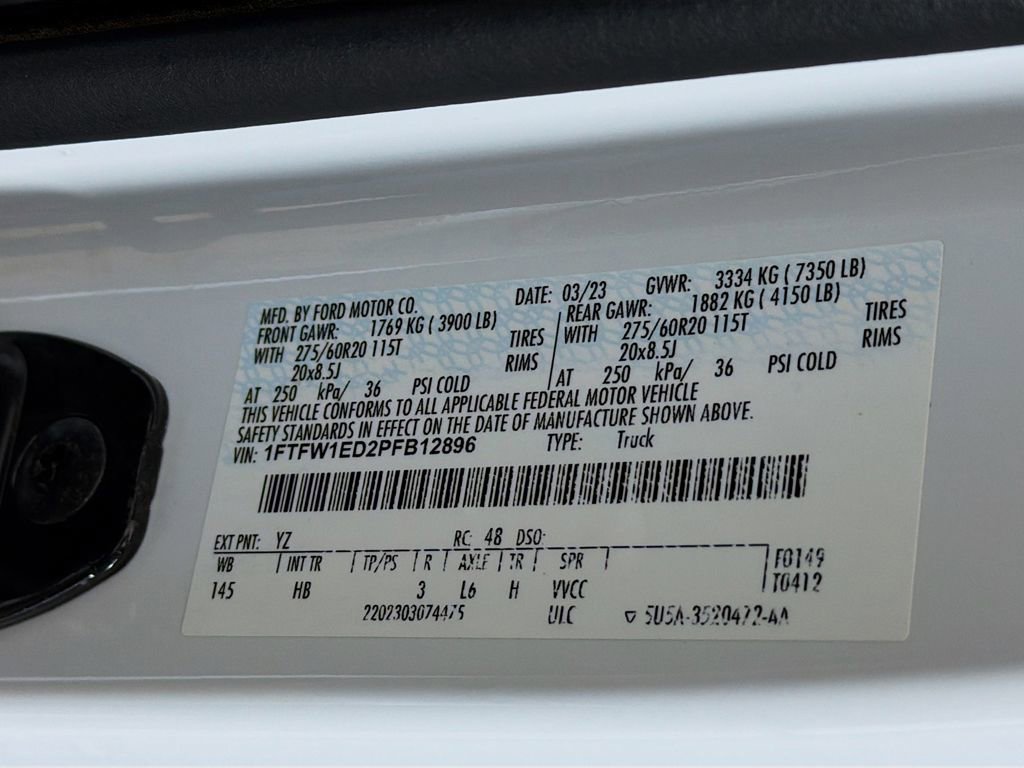 MFD. BY FORD MOTOR CO. DATE: 03/23 GVWR: 3334 KG ( 7350 LB)
FRONT GAWR: 1769 KG ( 3900 LB) REAR GAWR: 1882 KG ( 4150 LB)
WITH 275/60R20 115T TIRES WITH 275/60R20 115T TIRES
20x8.5J RIMS 20x8.5J RIMS
AT 250 kPa/ 36 PSI COLD AT 250 kPa/ 36 PSI COLD
THIS VEHICLE CONFORMS TO ALL APPLICABLE FEDERAL MOTOR VEHICLE
SAFETY STANDARDS IN EFFECT ON THE DATE OF MANUFACTURE SHOWN ABOVE.
VIN: 1FTFW1ED2PFB12896 TYPE: Truck
EXT PNT: YZ RC: 48 DSO:
WB INT TR TP/PS R AXLE TR SPR F0149
145 HB 3 L6 H VVCC T0412
2202303074475 ULC 5U5A-3520472-AA